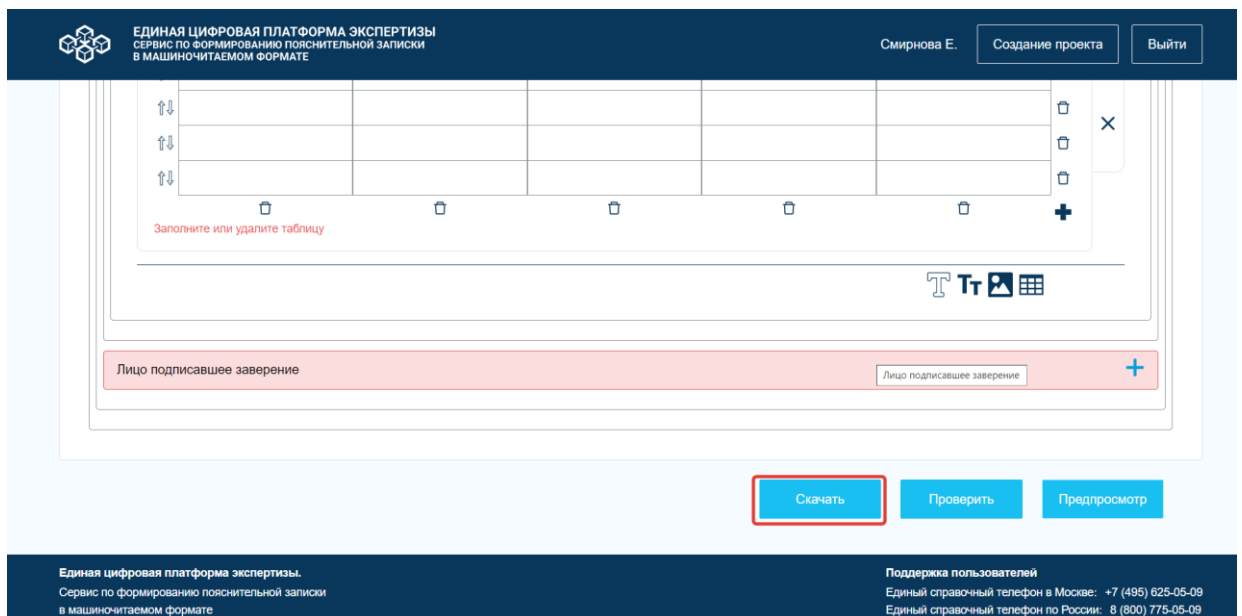 ЕДИНАЯ ЦИФРОВАЯ ПЛАТФОРМА ЭКСПЕРТИЗЫ
СЕРВИС ПО ФОРМИРОВАНИЮ ПОЯСНИТЕЛЬНОЙ ЗАПИСКИ
В МАШИНОЧИТАЕМОМ ФОРМАТЕ
Смирнова Е.
Создание проекта
Выйти
Заполните или удалите таблицу
T Тт
Лицо подписавшее заверение
Лицо подписавшее заверение
Скачать
Проверить
Предпросмотр
Единая цифровая платформа экспертизы.
Сервис по формированию пояснительной записки
в машиночитаемом формате
Поддержка пользователей
Единый справочный телефон в Москве: +7 (495) 625-05-09
Единый справочный телефон по России: 8 (800) 775-05-09